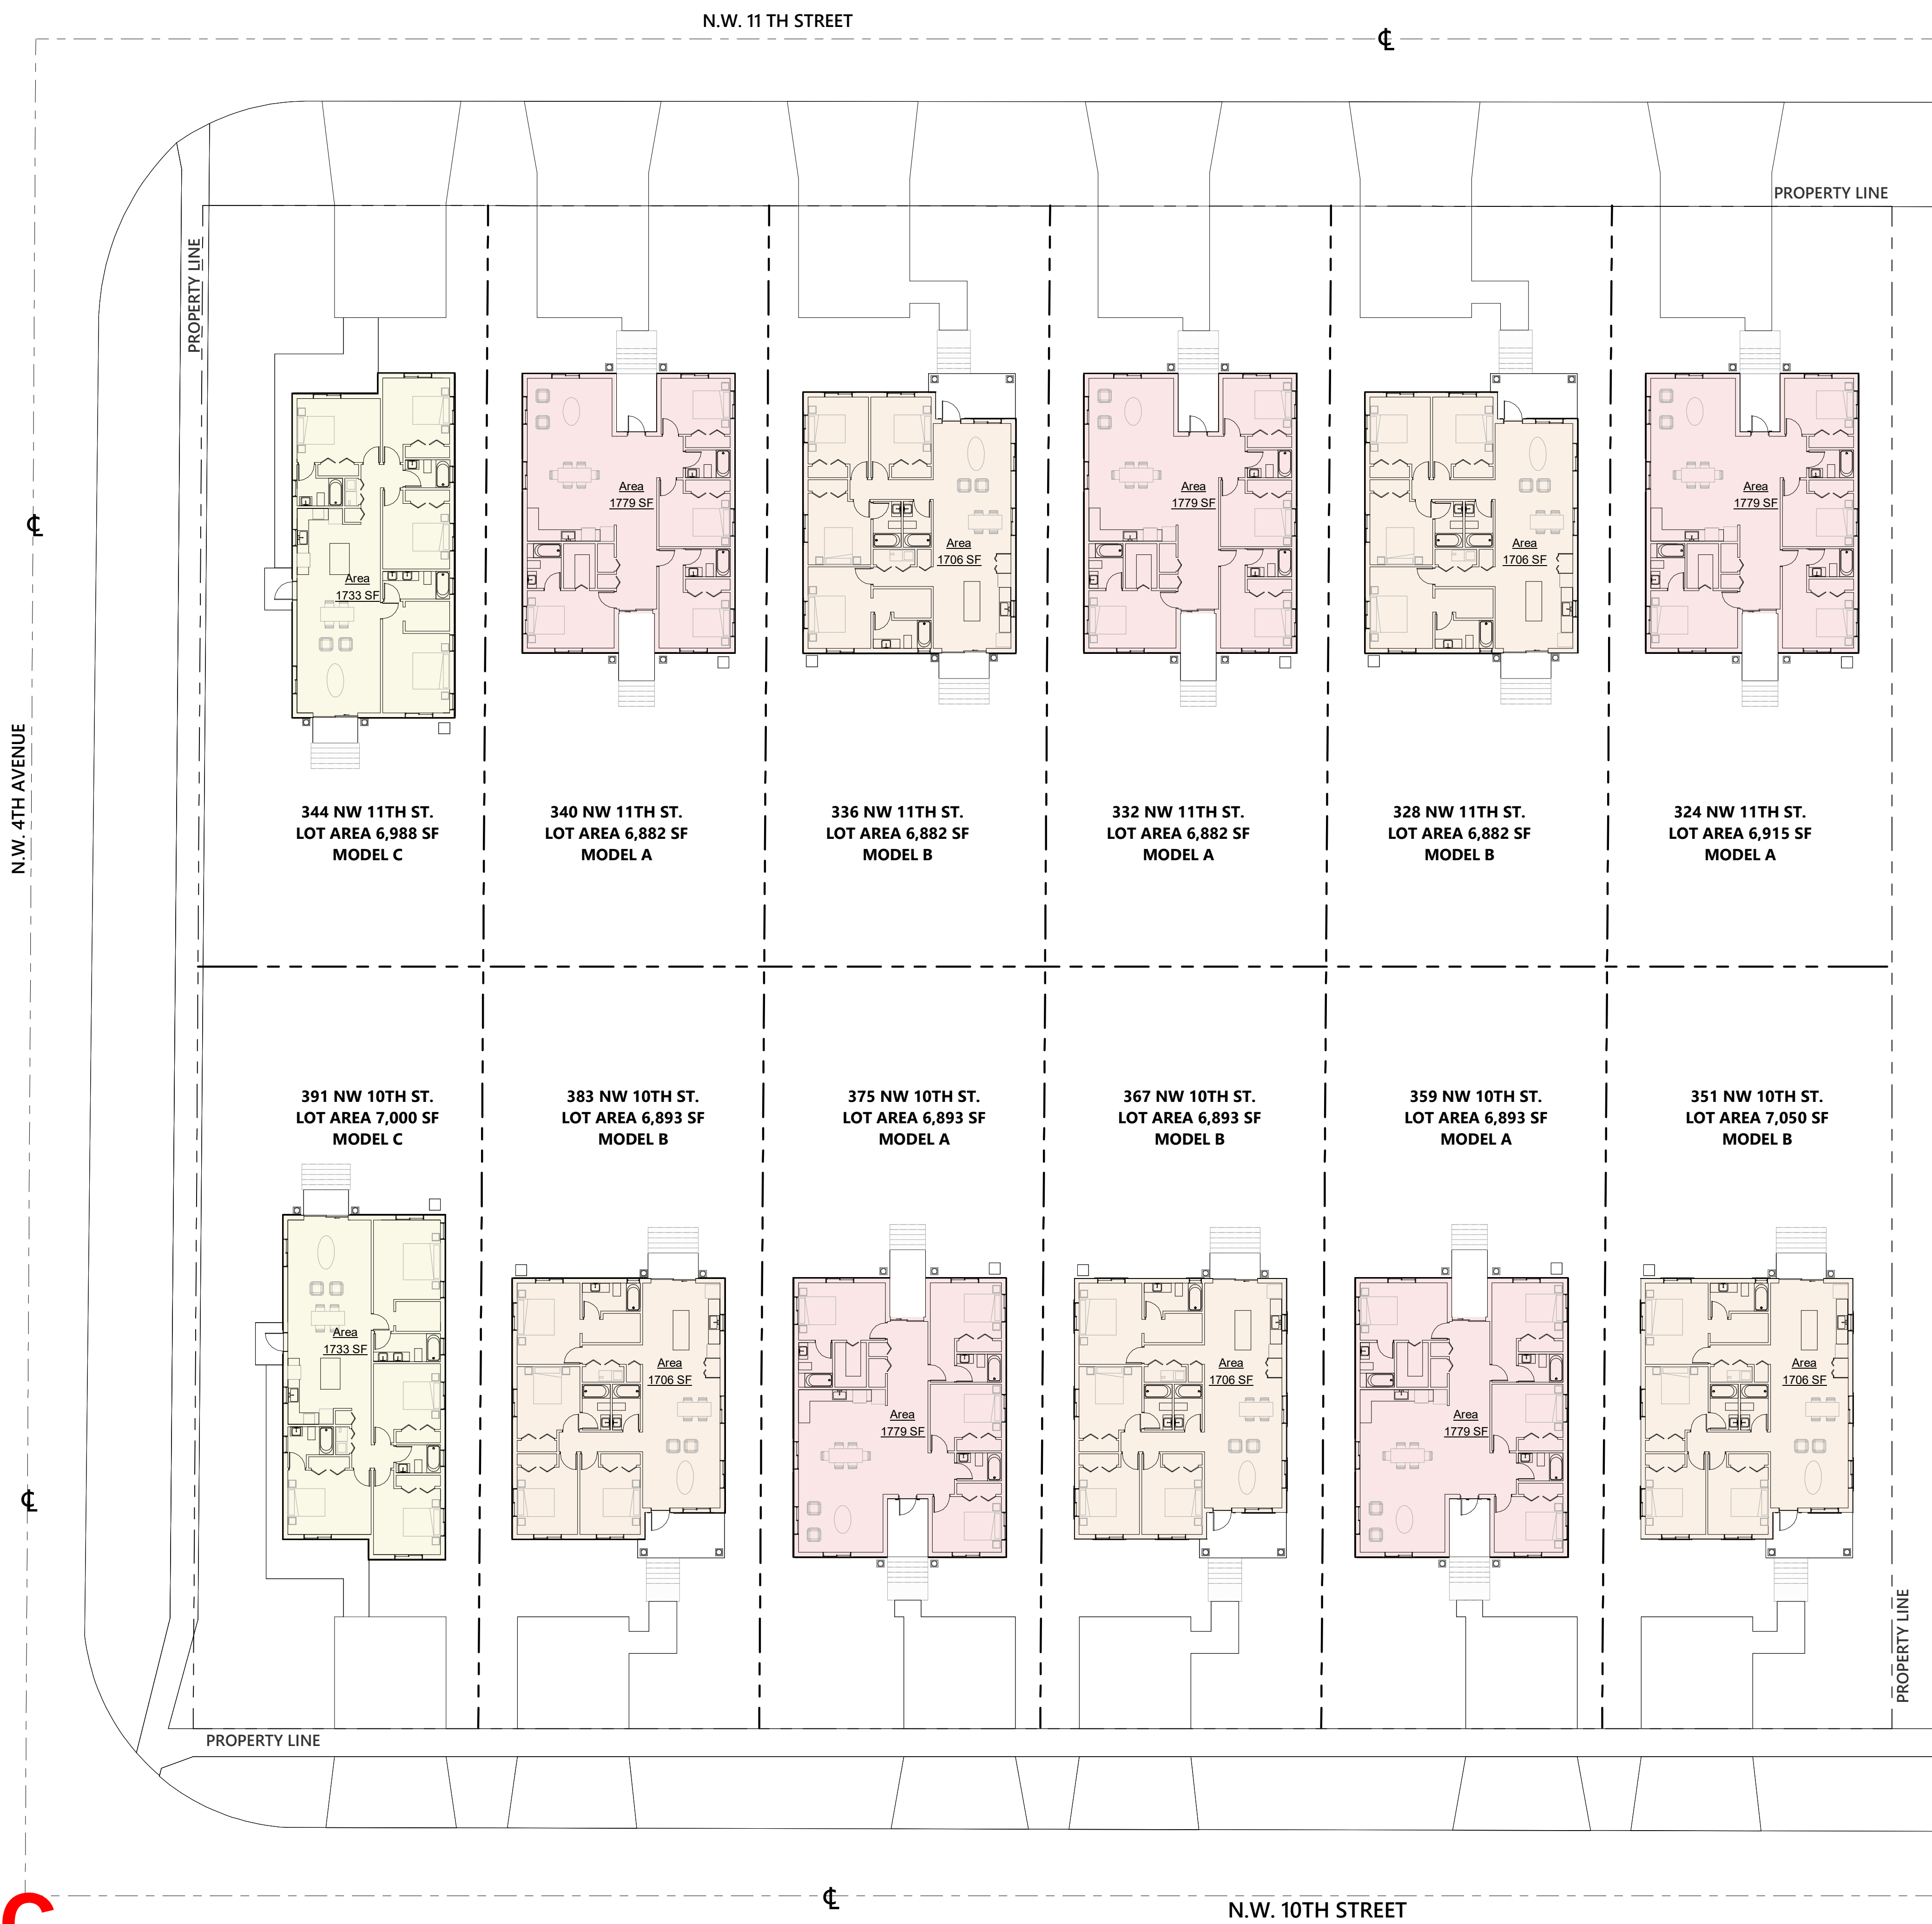 N.W. 11 TH STREET
℄
PROPERTY LINE
PROPERTY LINE
℄
N.W. 4TH AVENUE
Area
1733 SF
Area
1779 SF
Area
1706 SF
Area
1779 SF
Area
1706 SF
Area
1779 SF
344 NW 11TH ST.
LOT AREA 6,988 SF
MODEL C
340 NW 11TH ST.
LOT AREA 6,882 SF
MODEL A
336 NW 11TH ST.
LOT AREA 6,882 SF
MODEL B
332 NW 11TH ST.
LOT AREA 6,882 SF
MODEL A
328 NW 11TH ST.
LOT AREA 6,882 SF
MODEL B
324 NW 11TH ST.
LOT AREA 6,915 SF
MODEL A
391 NW 10TH ST.
LOT AREA 7,000 SF
MODEL C
383 NW 10TH ST.
LOT AREA 6,893 SF
MODEL B
375 NW 10TH ST.
LOT AREA 6,893 SF
MODEL A
367 NW 10TH ST.
LOT AREA 6,893 SF
MODEL B
359 NW 10TH ST.
LOT AREA 6,893 SF
MODEL A
351 NW 10TH ST.
LOT AREA 7,050 SF
MODEL B
Area
1733 SF
Area
1706 SF
Area
1779 SF
Area
1706 SF
Area
1779 SF
Area
1706 SF
℄
PROPERTY LINE
PROPERTY LINE
C
℄
N.W. 10TH STREET